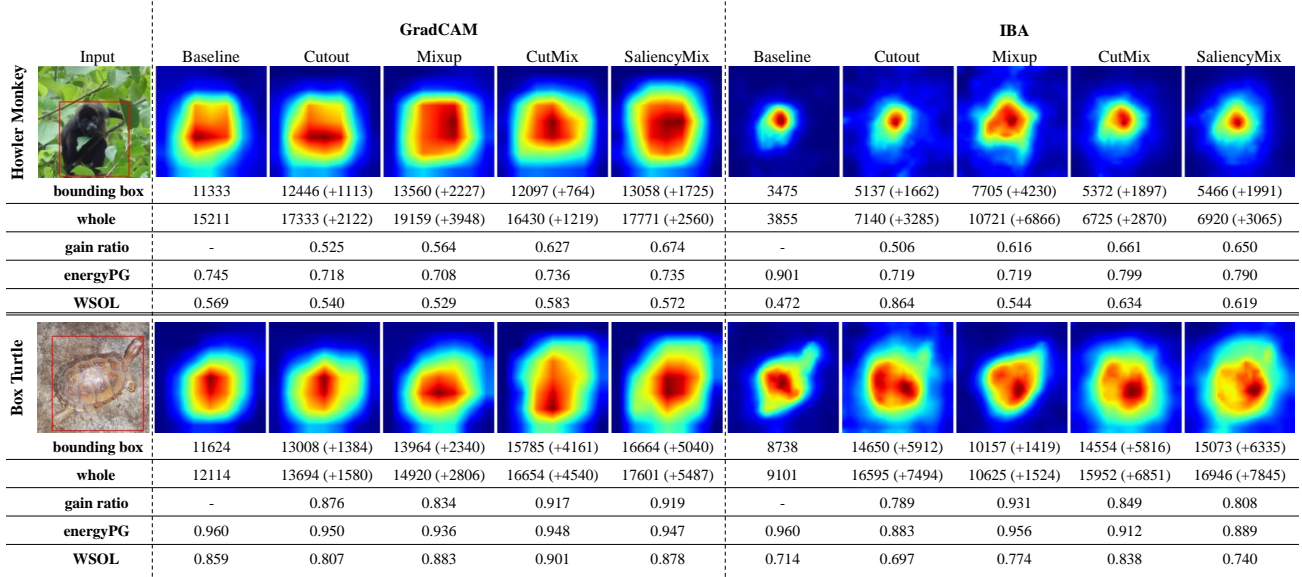 GradCAM IBA
Input Baseline Cutout Mixup CutMix SaliencyMix Baseline Cutout Mixup CutMix SaliencyMix
Howler Monkey
bounding box 11333 12446 (+1113) 13560 (+2227) 12097 (+764) 13058 (+1725) 3475 5137 (+1662) 7705 (+4230) 5372 (+1897) 5466 (+1991)
whole 15211 17333 (+2122) 19159 (+3948) 16430 (+1219) 17771 (+2560) 3855 7140 (+3285) 10721 (+6866) 6725 (+2870) 6920 (+3065)
gain ratio - 0.525 0.564 0.627 0.674 - 0.506 0.616 0.661 0.650
energyPG 0.745 0.718 0.708 0.736 0.735 0.901 0.719 0.719 0.799 0.790
WSOL 0.569 0.540 0.529 0.583 0.572 0.472 0.864 0.544 0.634 0.619
Box Turtle
bounding box 11624 13008 (+1384) 13964 (+2340) 15785 (+4161) 16664 (+5040) 8738 14650 (+5912) 10157 (+1419) 14554 (+5816) 15073 (+6335)
whole 12114 13694 (+1580) 14920 (+2806) 16654 (+4540) 17601 (+5487) 9101 16595 (+7494) 10625 (+1524) 15952 (+6851) 16946 (+7845)
gain ratio - 0.876 0.834 0.917 0.919 - 0.789 0.931 0.849 0.808
energyPG 0.960 0.950 0.936 0.948 0.947 0.960 0.883 0.956 0.912 0.889
WSOL 0.859 0.807 0.883 0.901 0.878 0.714 0.697 0.774 0.838 0.740